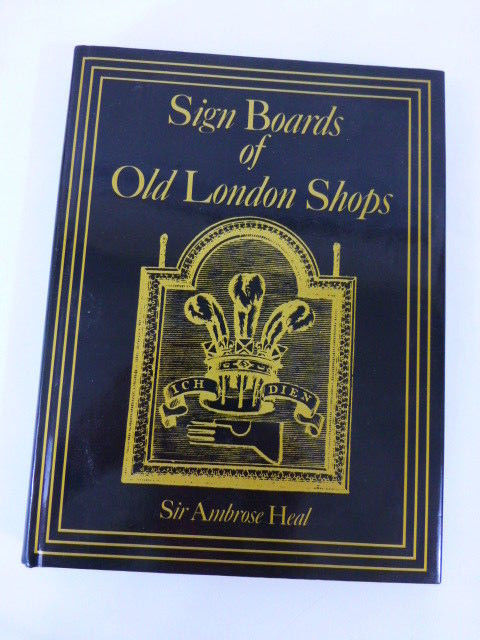 Sign Boards
of
Old London Shops
ICH DIEN
Sir Ambrose Heal